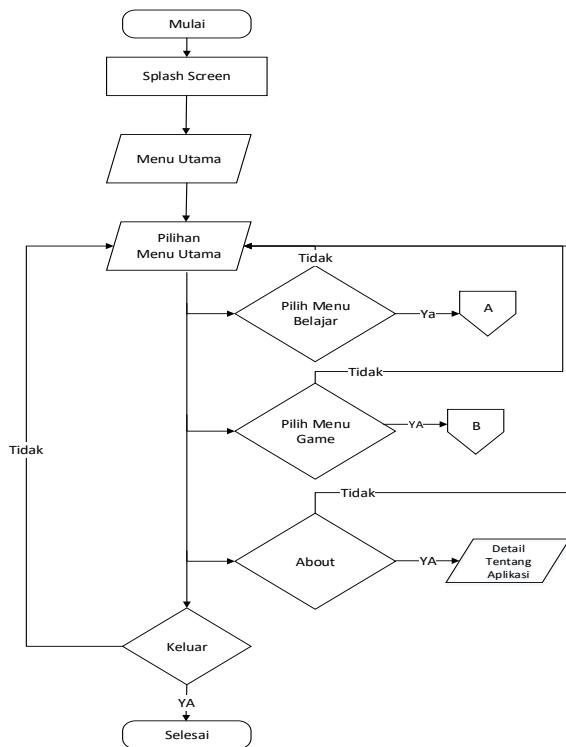 Mulai
Splash Screen
Menu Utama
Pilihan
Menu Utama
Tidak
Pilih Menu
Belajar
Ya
A
Tidak
Pilih Menu
Game
YA
B
Tidak
Tidak
About
YA
Detail
Tentang
Aplikasi
Keluar
YA
Selesai